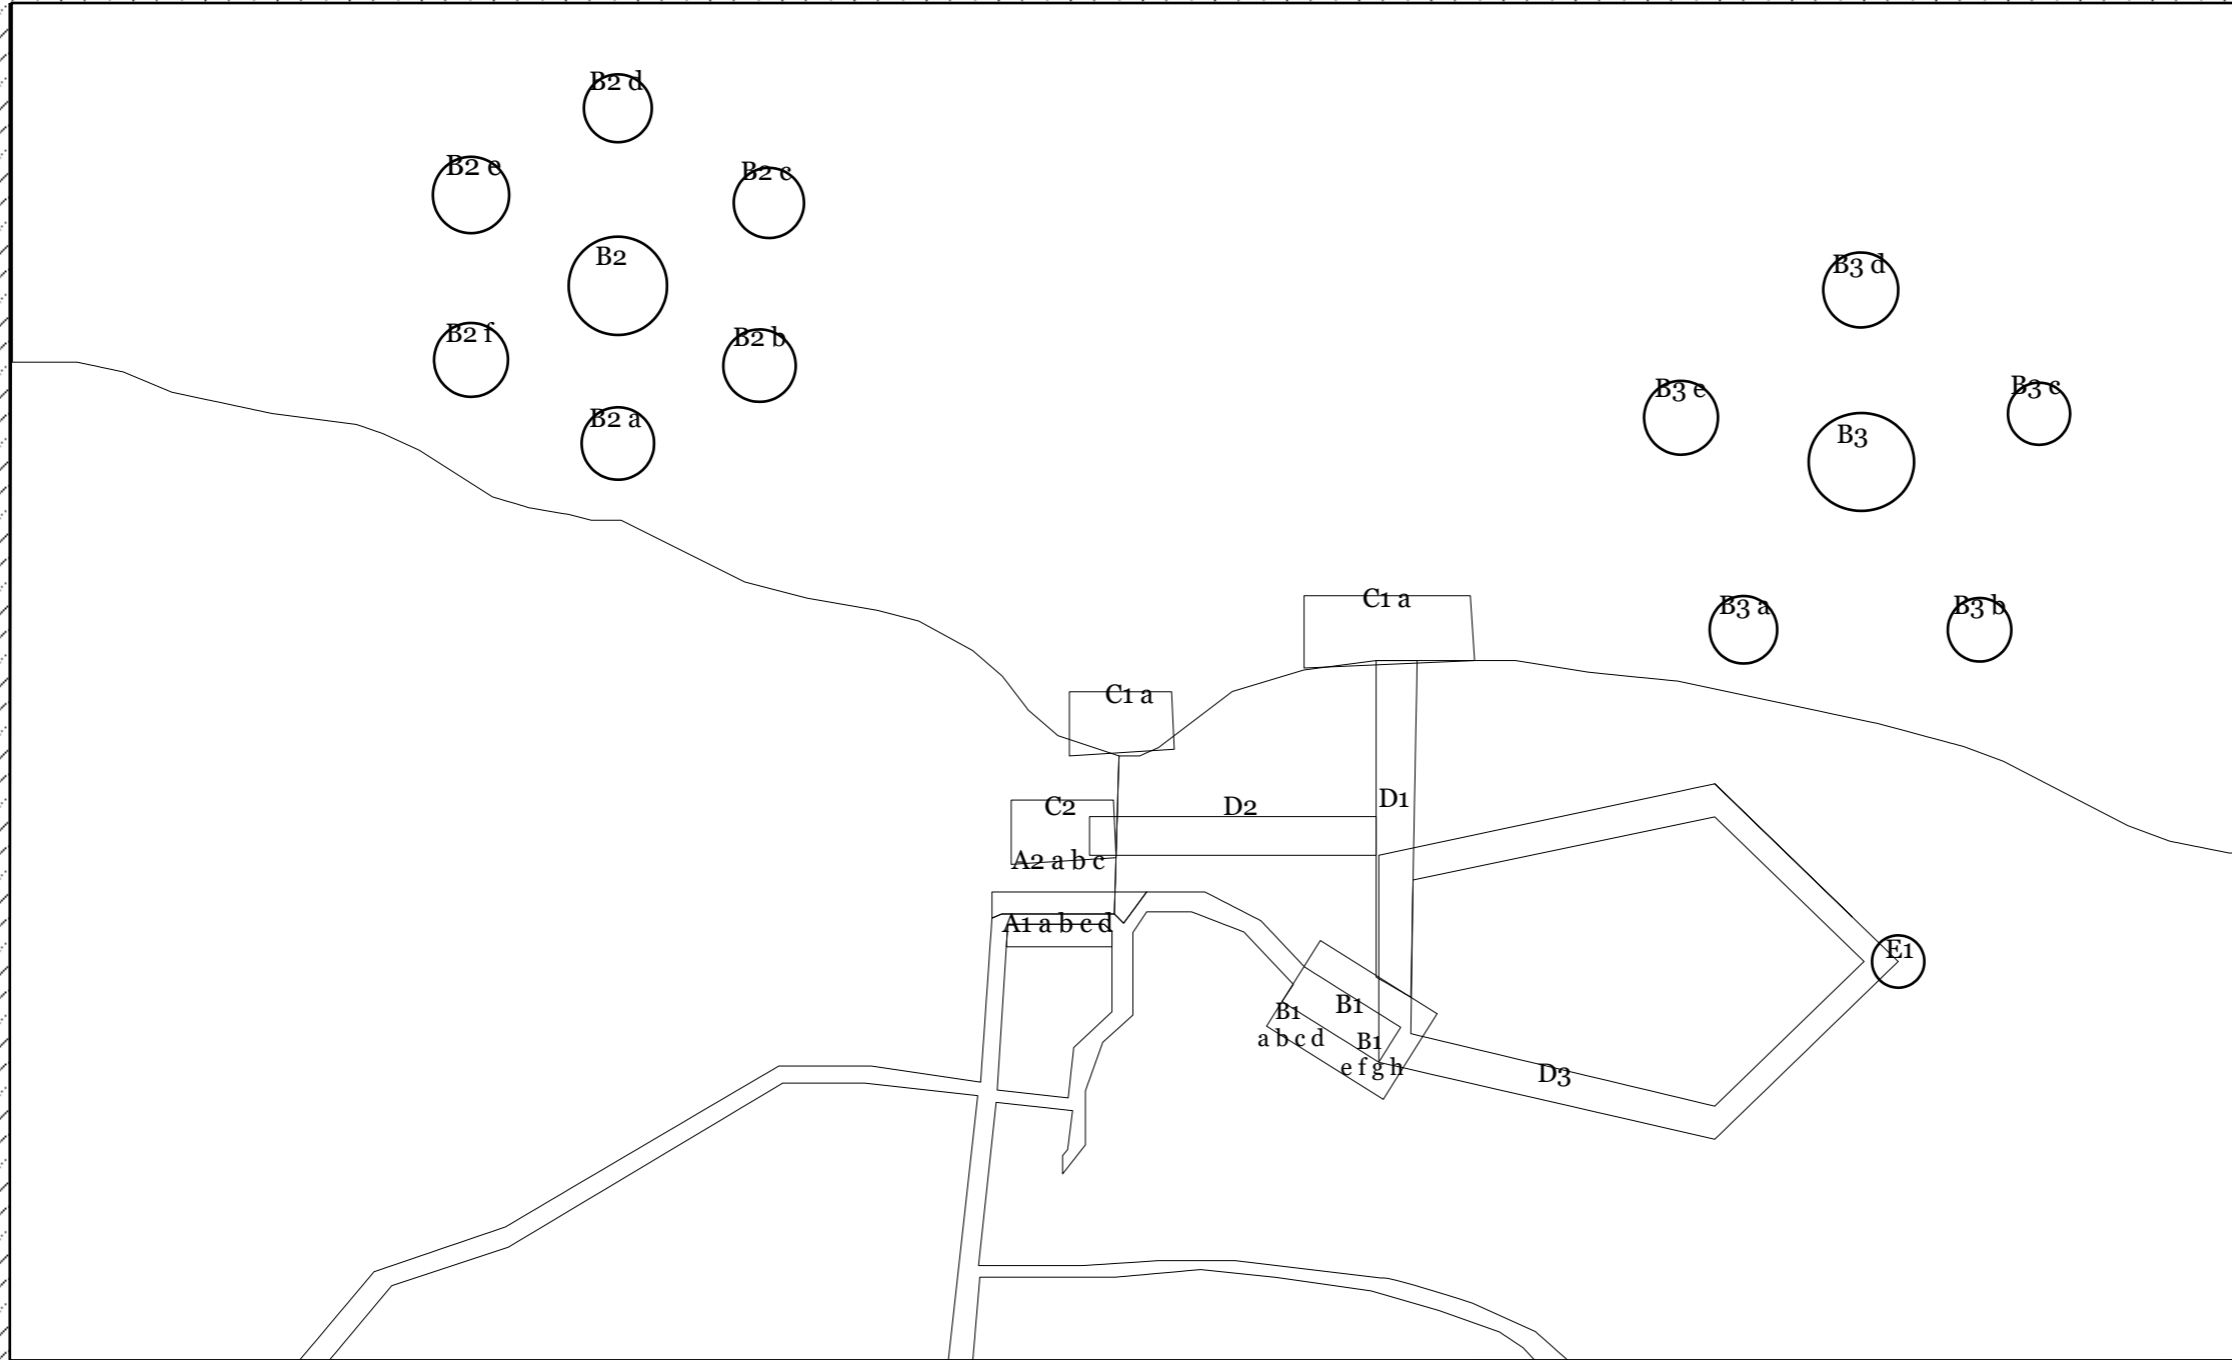 B2 d
B2 e
B2 c
B2
B3 d
B2 f
B2 b
B3 e
B3 c
B2 a
B3
C1 a
B3 a
B3 b
C1 a
D1
C2
D2
A2 a b c
A1 a b c d
E1
B1
B1
a b c d
B1
e f g h
D3